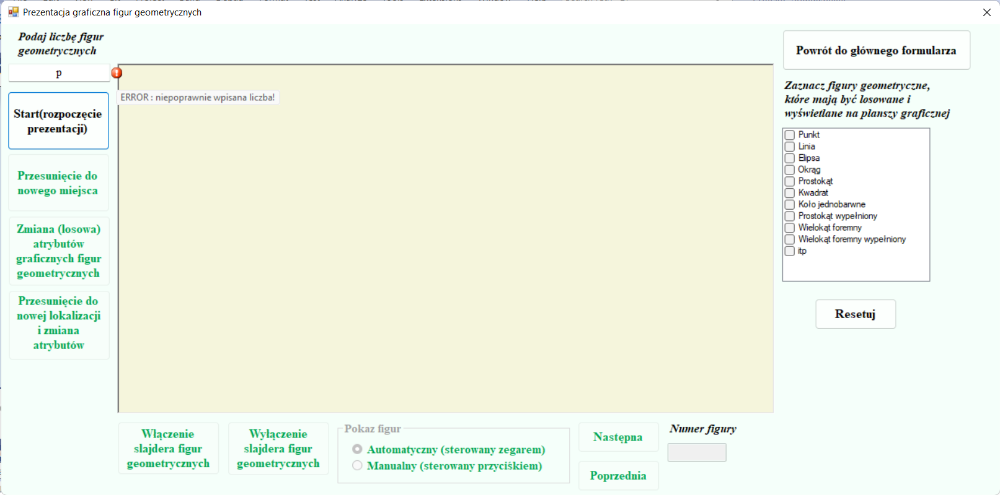 Prezentacja graficzna figur geometrycznych
Podaj liczbę figur
geometrycznych
p
ERROR : niepoprawnie wpisana liczba!
Start(rozpoczęcie
prezentacji)
Przesunięcie do
nowego miejsca
Zmiana (losowa)
atrybutów
graficznych figur
geometrycznych
Przesunięcie do
nowej lokalizacji
i zmiana
atrybutów
Powrót do głównego formularza
Zaznacz figury geometryczne,
które mają być losowane i
wyświetlane na planszy graficznej
Punkt
Linia
Elipsa
Okrąg
Prostokąt
Kwadrat
Koło jednobarwne
Prostokąt wypełniony
Wielokąt foremny
Wielokąt foremny wypełniony
itp
Resetuj
Włączenie
slajdera figur
geometrycznych
Wyłączenie
slajdera figur
geometrycznych
Pokaz figur
Automatyczny (sterowany zegarem)
Manualny (sterowany przyciśkiem)
Następna
Poprzednia
Numer figury